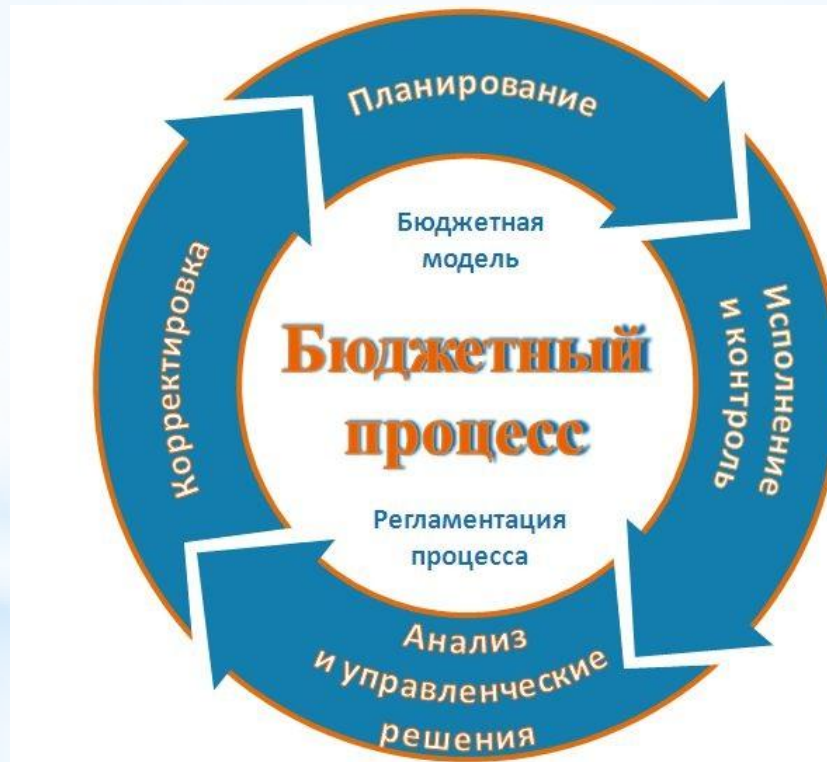 Планирование
Исполнение
и контроль
Анализ
и управленческие
решения
Корректировка
Бюджетная
модель
Бюджетный
процесс
Регламентация
процесса